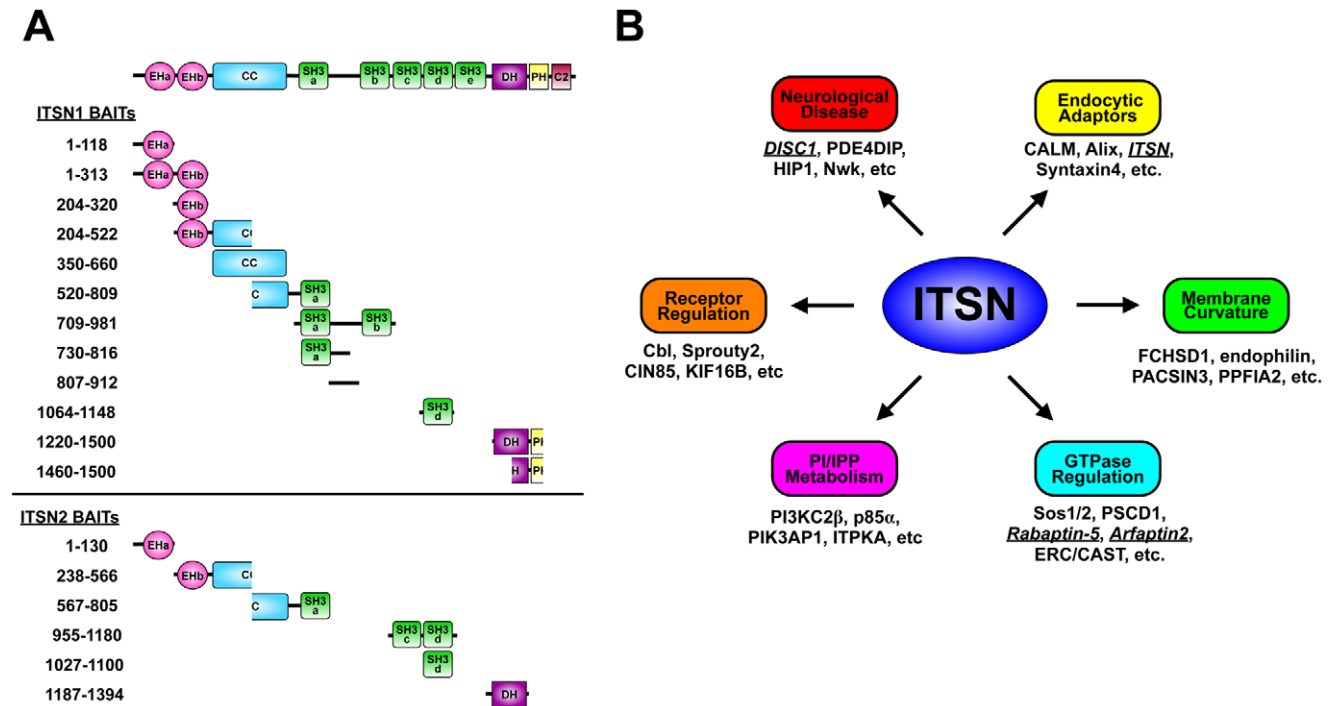 A
EHa EHb CC SH3 a SH3 b SH3 c SH3 d SH3 e DH PH C2
ITSN1 BAITs
1-118 EHa
1-313 EHa EHb
204-320 EHb
204-522 EHb CC
350-660 CC
520-809 C SH3 a
709-981 SH3 a SH3 b
730-816 SH3 a
807-912
1064-1148 SH3 d
1220-1500 DH PH
1460-1500 H PH
ITSN2 BAITs
1-130 EHa
238-566 EHb CC
567-805 C SH3 a
955-1180 SH3 c SH3 d
1027-1100 SH3 d
1187-1394 DH
B
Neurological
Disease
DISC1, PDE4DIP,
HIP1, Nwk, etc
Endocytic
Adaptors
CALM, Alix, ITSN,
Syntaxin4, etc.
Receptor
Regulation
Cbl, Sprouty2,
CIN85, KIF16B, etc
ITSN
Membrane
Curvature
FCHSD1, endophilin,
PACSIN3, PPFIA2, etc.
PI/IPP
Metabolism
PI3KC2β, p85α,
PIK3AP1, ITPKA, etc
GTPase
Regulation
Sos1/2, PSCD1,
Rabaptin-5, Arfaptin2,
ERC/CAST, etc.